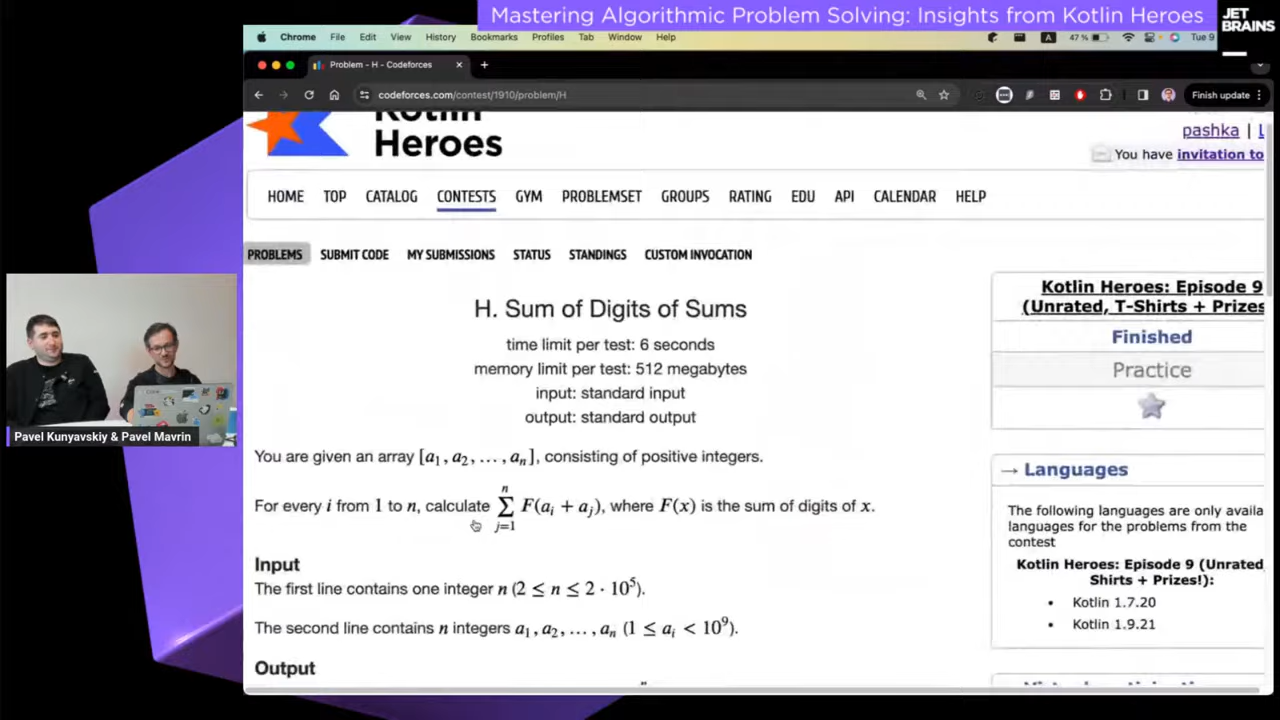 Mastering Algorithmic Problem Solving: Insights from Kotlin Heroes
JET
BRAINS
Chrome File Edit View History Bookmarks Profiles Tab Window Help
47 % Tue 9
Problem - H - Codeforces
codeforces.com/contest/1910/problem/H
Finish update
Kotlin
Heroes
pashka |
You have invitation to
HOME TOP CATALOG CONTESTS GYM PROBLEMSET GROUPS RATING EDU API CALENDAR HELP
PROBLEMS SUBMIT CODE MY SUBMISSIONS STATUS STANDINGS CUSTOM INVOCATION
H. Sum of Digits of Sums
time limit per test: 6 seconds
memory limit per test: 512 megabytes
input: standard input
output: standard output
You are given an array [a₁, a₂, …, aₙ], consisting of positive integers.
For every i from 1 to n, calculate ∑ⁿⱼ₌₁ F(aᵢ + aⱼ), where F(x) is the sum of digits of x.
Input
The first line contains one integer n (2 ≤ n ≤ 2 · 10⁵).
The second line contains n integers a₁, a₂, …, aₙ (1 ≤ aᵢ < 10⁹).
Output
Kotlin Heroes: Episode 9
(Unrated, T-Shirts + Prizes
Finished
Practice
→ Languages
The following languages are only availa
languages for the problems from the
contest
Kotlin Heroes: Episode 9 (Unrated,
Shirts + Prizes!):
• Kotlin 1.7.20
• Kotlin 1.9.21
Pavel Kunyavskiy & Pavel Mavrin